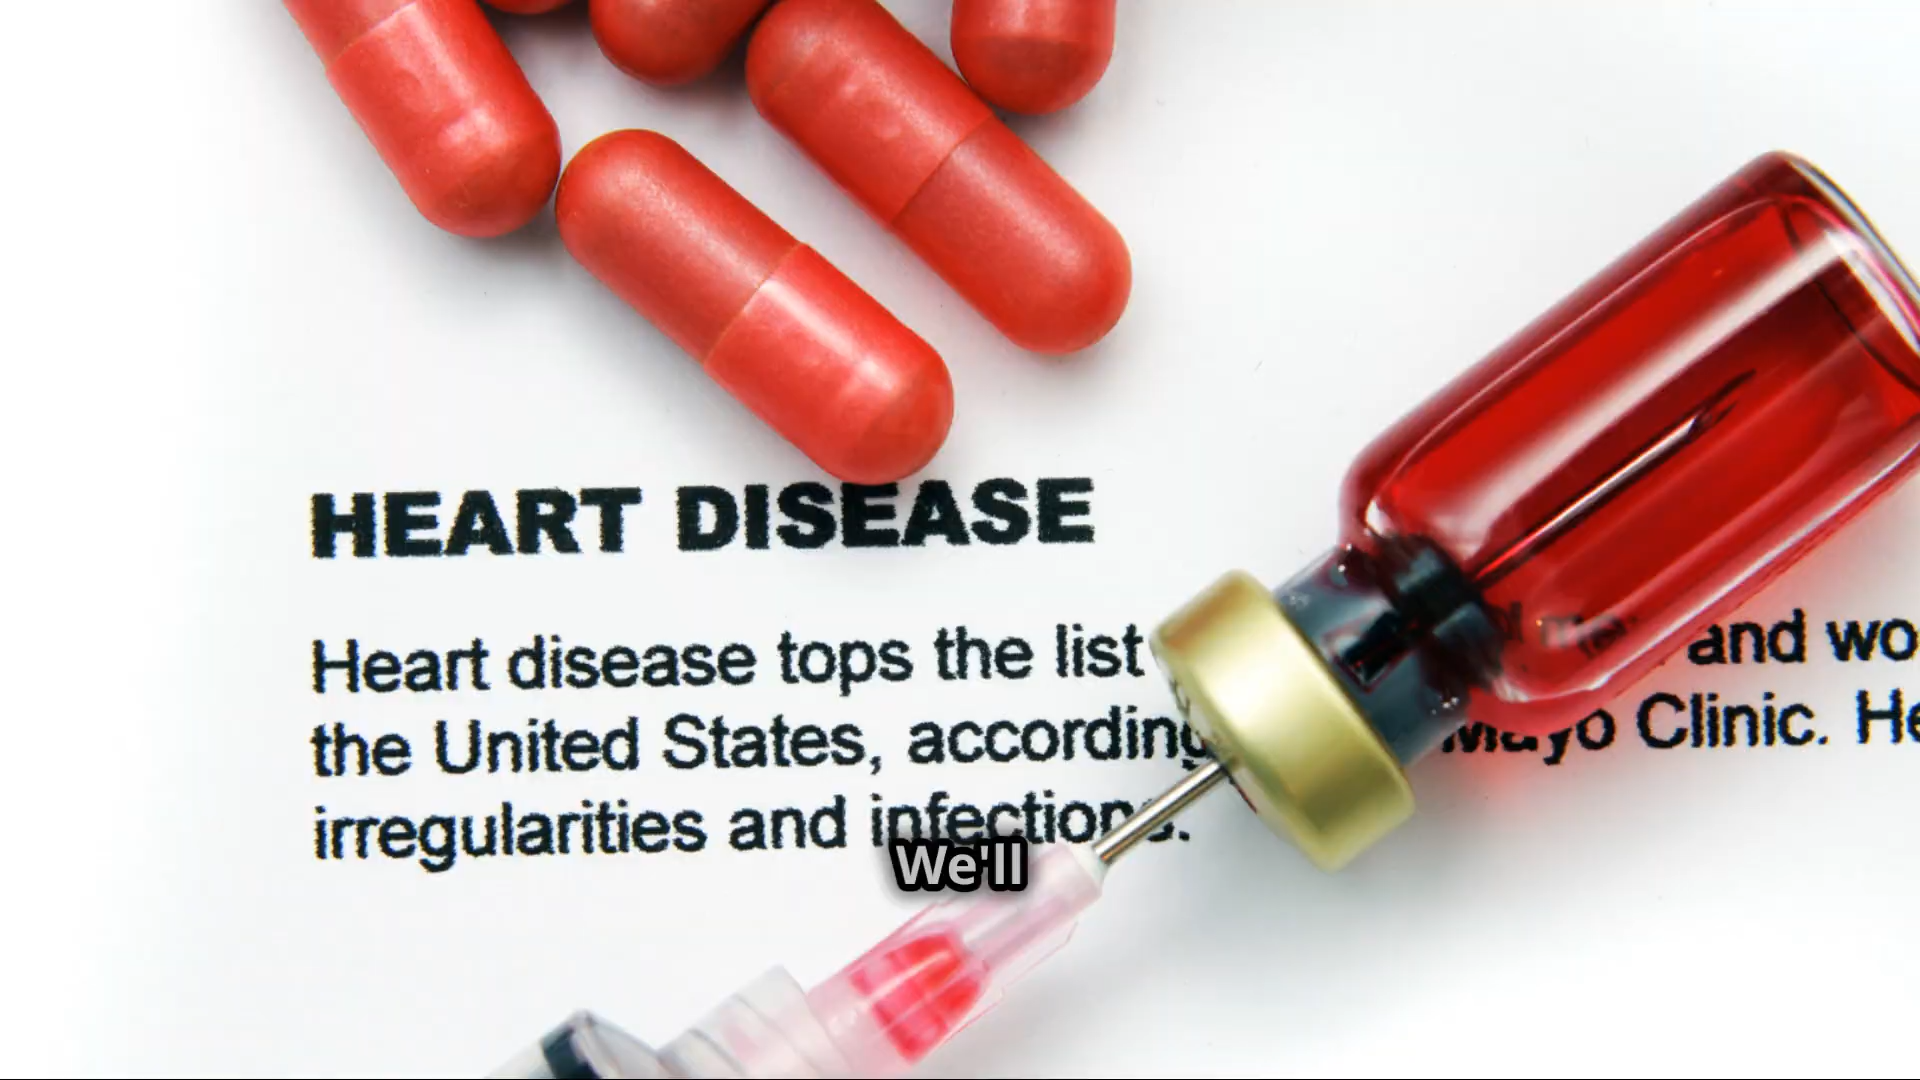 HEART DISEASE
Heart disease tops the list and wo
the United States, according Mayo Clinic. He
irregularities and infections.
We'll